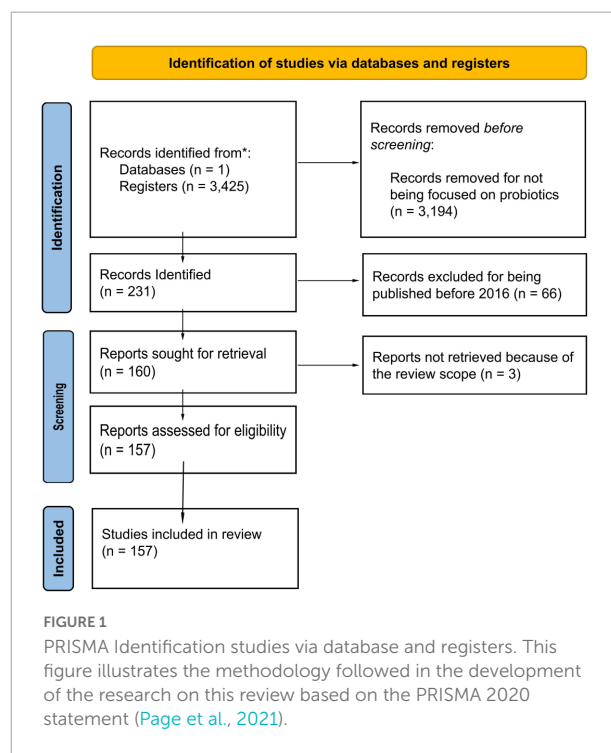 Identification of studies via databases and registers
Identification
Records identified from*:
Databases (n = 1)
Registers (n = 3,425)
Records removed before
screening:
Records removed for not
being focused on probiotics
(n = 3,194)
Records Identified
(n = 231)
Records excluded for being
published before 2016 (n = 66)
Screening
Reports sought for retrieval
(n = 160)
Reports not retrieved because of
the review scope (n = 3)
Reports assessed for eligibility
(n = 157)
Included
Studies included in review
(n = 157)
FIGURE 1
PRISMA Identification studies via database and registers. This
figure illustrates the methodology followed in the development
of the research on this review based on the PRISMA 2020
statement (Page et al., 2021).